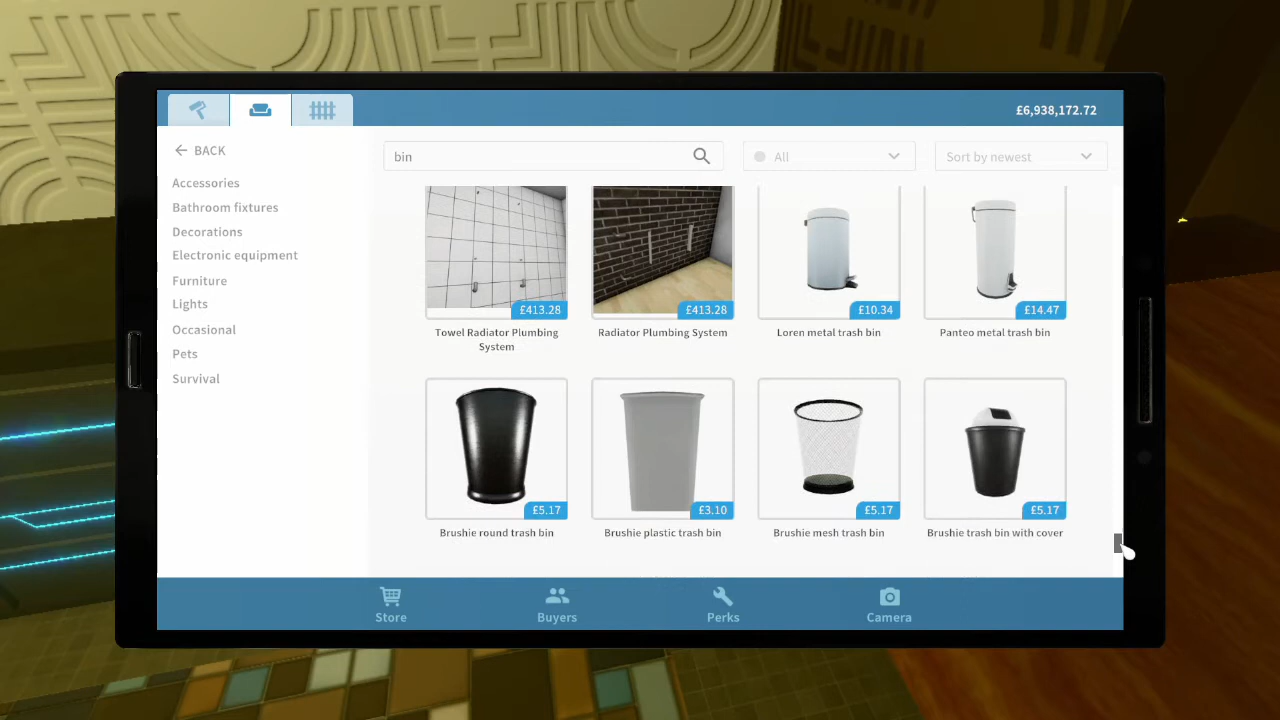 £6,938,172.72
BACK
bin
All
Sort by newest
Accessories
Bathroom fixtures
Decorations
Electronic equipment
Furniture
Lights
Occasional
Pets
Survival
£413.28
£413.28
£10.34
£14.47
Towel Radiator Plumbing
System
Radiator Plumbing System
Loren metal trash bin
Panteo metal trash bin
£5.17
£3.10
£5.17
£5.17
Brushie round trash bin
Brushie plastic trash bin
Brushie mesh trash bin
Brushie trash bin with cover
Store
Buyers
Perks
Camera